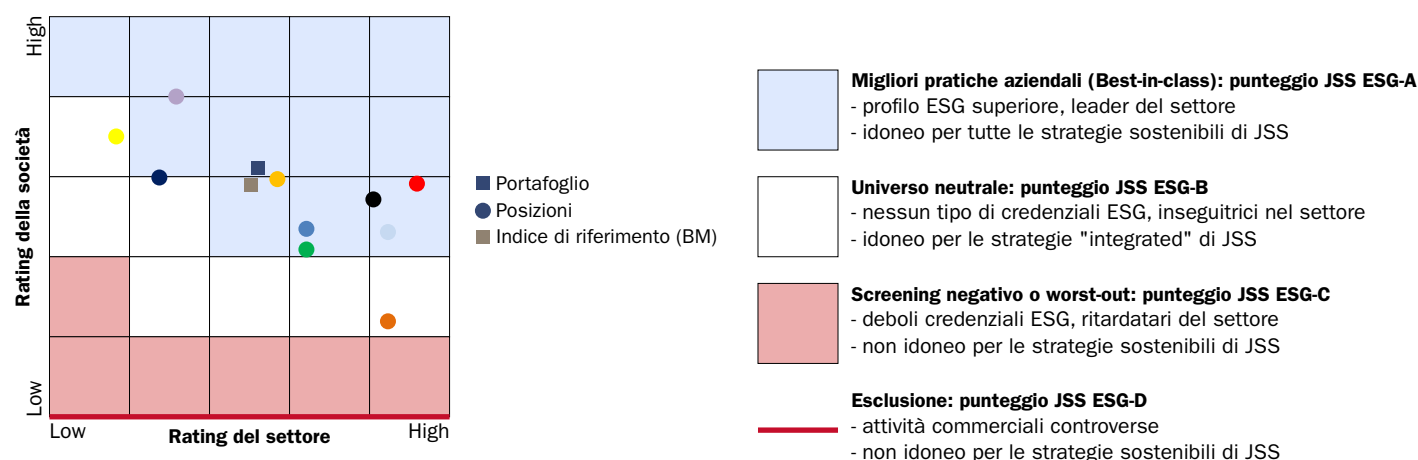 High
Rating della società
Low
Low
Rating del settore
High
Portafoglio
Posizioni
Indice di riferimento (BM)
Migliori pratiche aziendali (Best-in-class): punteggio JSS ESG-A
- profilo ESG superiore, leader del settore
- idoneo per tutte le strategie sostenibili di JSS
Universo neutrale: punteggio JSS ESG-B
- nessun tipo di credenziali ESG, inseguitrici nel settore
- idoneo per le strategie "integrated" di JSS
Screening negativo o worst-out: punteggio JSS ESG-C
- deboli credenziali ESG, ritardatari del settore
- non idoneo per le strategie sostenibili di JSS
Esclusione: punteggio JSS ESG-D
- attività commerciali controverse
- non idoneo per le strategie sostenibili di JSS